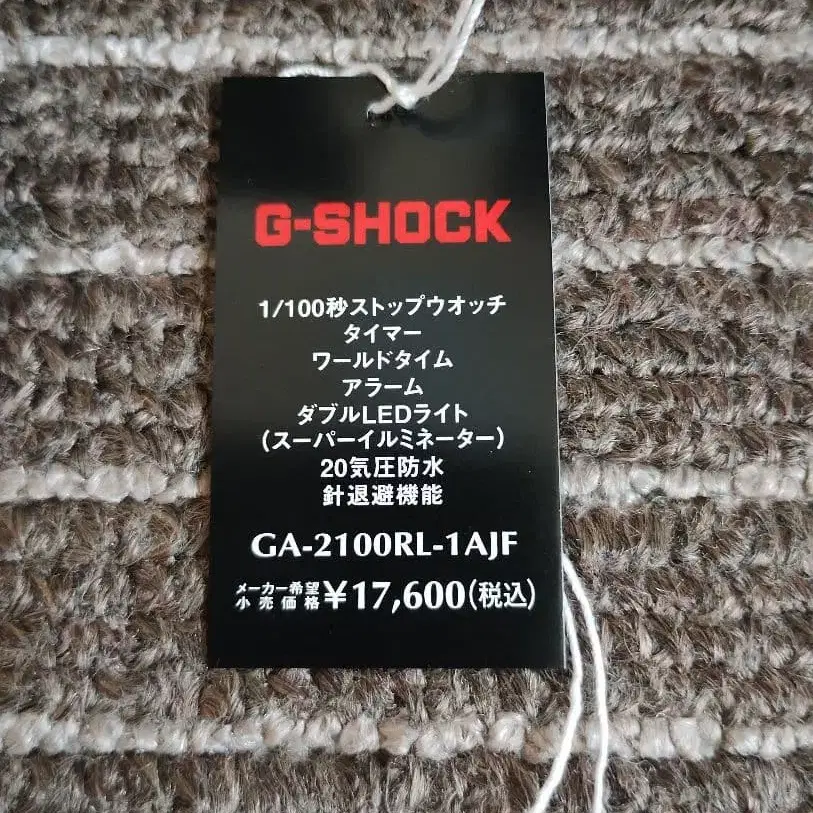 G-SHOCK
1/100秒ストップウオッチ
タイマー
ワールドタイム
アラーム
ダブルLEDライト
(スーパーイルミネーター)
20気圧防水
針退避機能
GA-2100RL-1AJF
メーカー希望
小売価格 ¥17,600(税込)